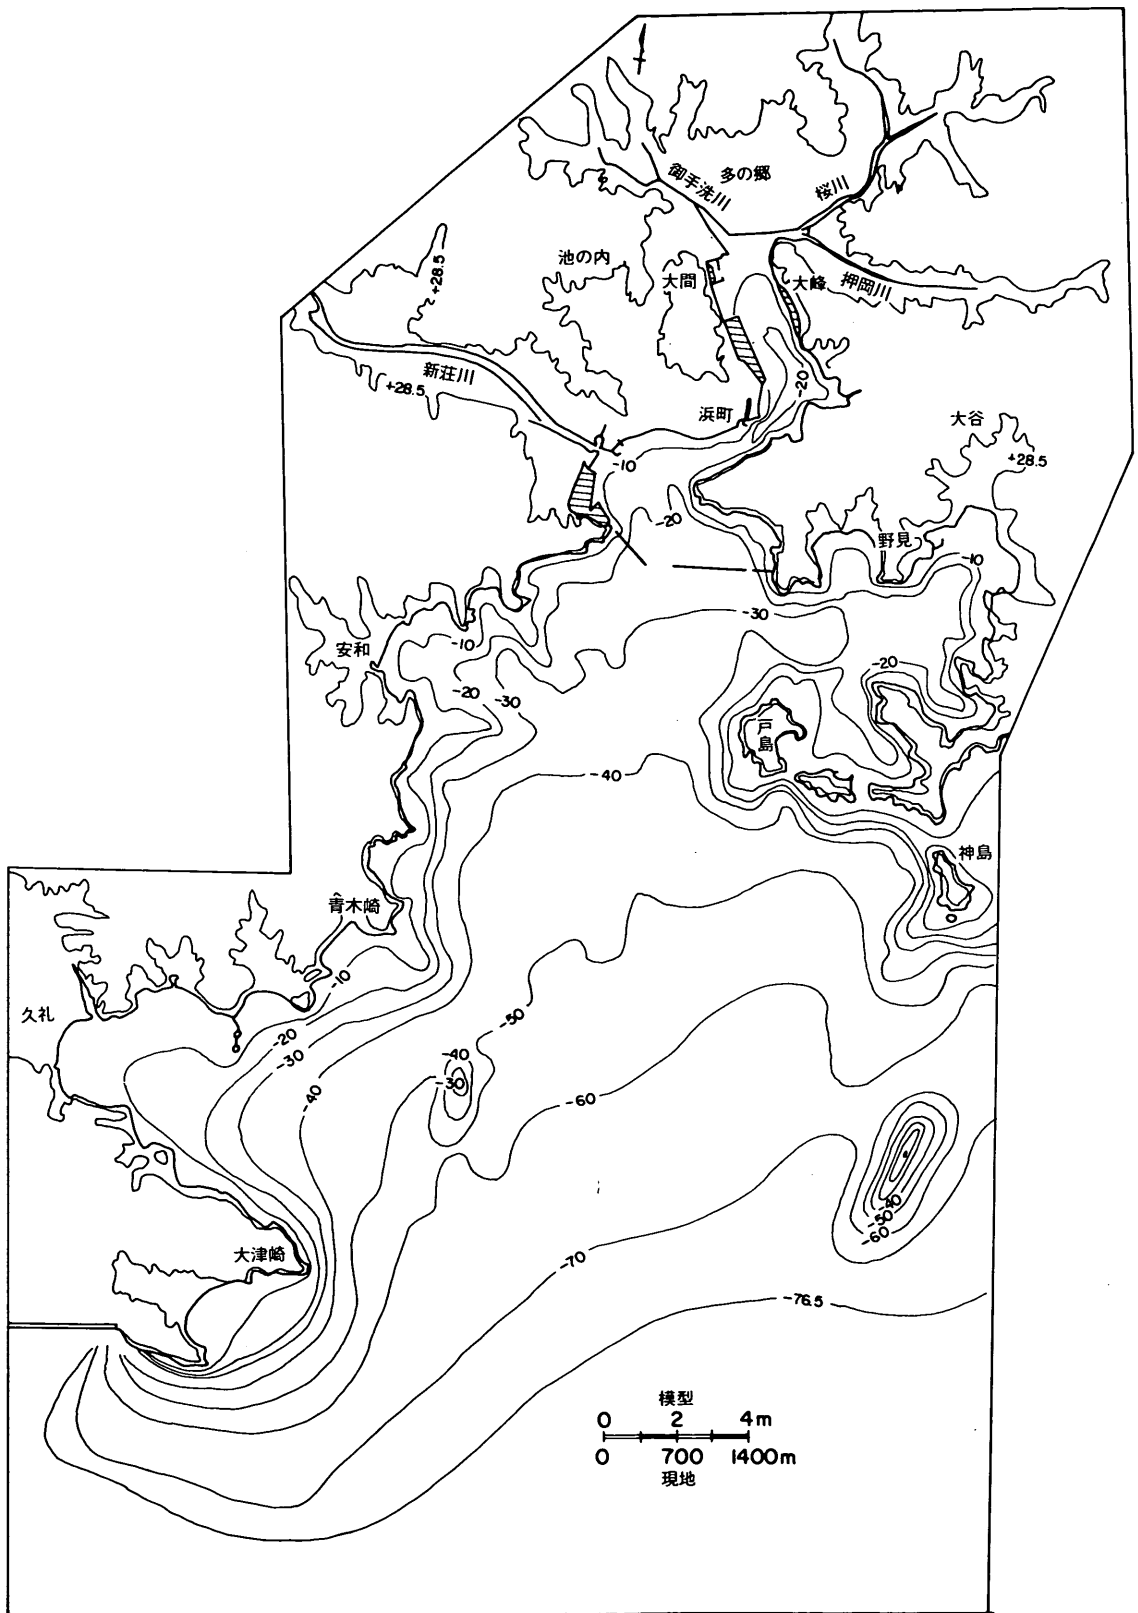 多の郷
御手洗川
桜川
池の内
大間
大峰
押岡川
+28.5
新荘川
+28.5
-20
浜町
大谷
+28.5
-10
-20
野見
-10
-30
安和
-10
-20
-20
-30
戸島
-40
神島
青木崎
-10
久礼
-20
-30
-40
-50
-40
-30
-60
-40
-50
-60
大津崎
-70
-76.5
模型
0 2 4m
0 700 1400m
現地